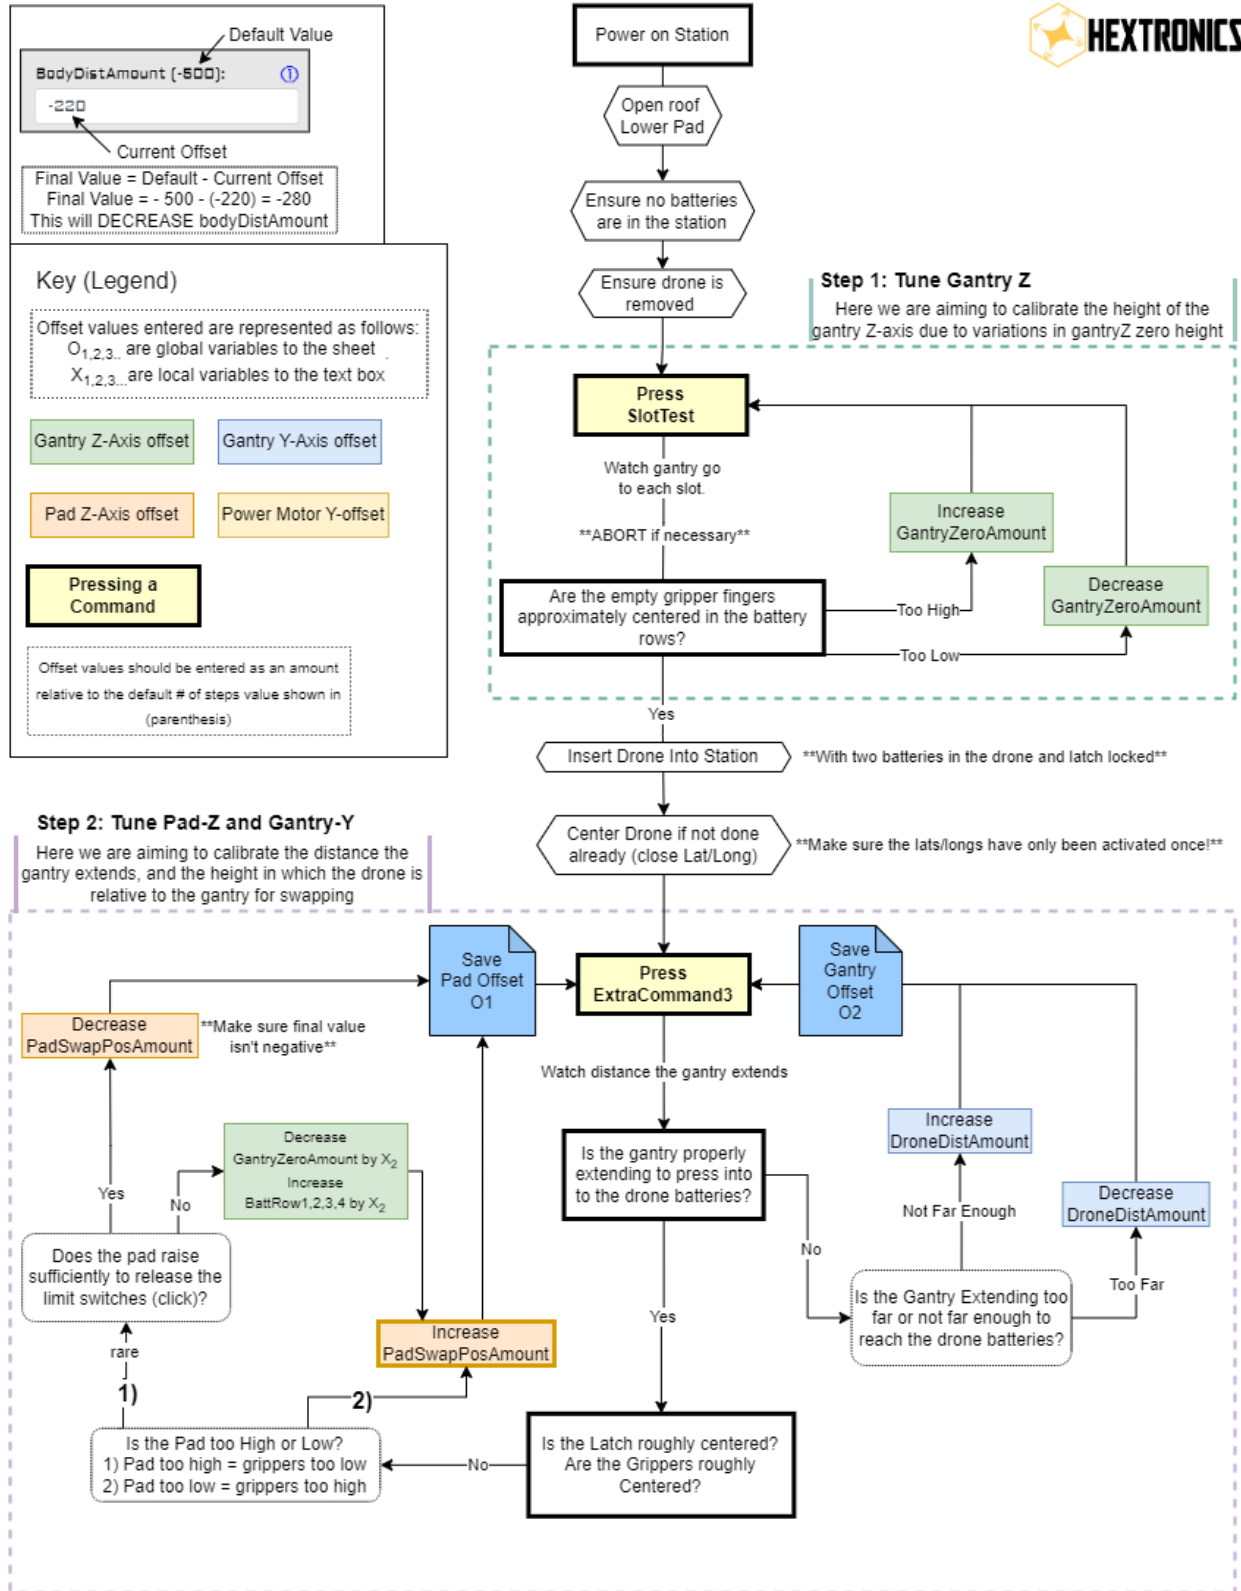 HEXTRONICS
Default Value
BodyDistAmount (-500):
-220
Current Offset
Final Value = Default - Current Offset
Final Value = - 500 - (-220) = -280
This will DECREASE bodyDistAmount
Key (Legend)
Offset values entered are represented as follows:
O1,2,3.. are global variables to the sheet .
X1,2,3... are local variables to the text box
Gantry Z-Axis offset
Gantry Y-Axis offset
Pad Z-Axis offset
Power Motor Y-offset
Pressing a
Command
Offset values should be entered as an amount
relative to the default # of steps value shown in
(parenthesis)
Power on Station
Open roof
Lower Pad
Ensure no batteries
are in the station
Ensure drone is
removed
Step 1: Tune Gantry Z
Here we are aiming to calibrate the height of the
gantry Z-axis due to variations in gantryZ zero height
Press
SlotTest
Watch gantry go
to each slot.
**ABORT if necessary**
Increase
GantryZeroAmount
Decrease
GantryZeroAmount
Are the empty gripper fingers
approximately centered in the battery
rows?
Too High
Too Low
Yes
Insert Drone Into Station
**With two batteries in the drone and latch locked**
Center Drone if not done
already (close Lat/Long)
**Make sure the lats/longs have only been activated once!**
Step 2: Tune Pad-Z and Gantry-Y
Here we are aiming to calibrate the distance the
gantry extends, and the height in which the drone is
relative to the gantry for swapping
Save
Pad Offset
O1
Press
ExtraCommand3
Save
Gantry
Offset
O2
Decrease
PadSwapPosAmount
**Make sure final value
isn't negative**
Watch distance the gantry extends
Decrease
GantryZeroAmount by X2
Increase
BattRow1,2,3,4 by X2
Is the gantry properly
extending to press into
to the drone batteries?
Increase
DroneDistAmount
Decrease
DroneDistAmount
Yes
No
Not Far Enough
No
Does the pad raise
sufficiently to release the
limit switches (click)?
Too Far
Is the Gantry Extending too
far or not far enough to
reach the drone batteries?
Yes
Increase
PadSwapPosAmount
rare
1)
2)
Is the Pad too High or Low?
1) Pad too high = grippers too low
2) Pad too low = grippers too high
No
Is the Latch roughly centered?
Are the Grippers roughly
Centered?